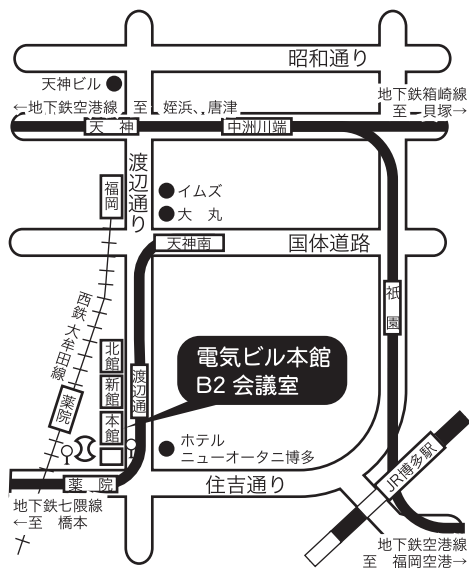 昭和通り
天神ビル
←地下鉄空港線 至 姪浜、唐津
地下鉄箱崎線
至 貝塚→
天 神
中洲川端
渡辺通り
福岡
イムズ
大 丸
天神南
国体道路
祇園
西鉄 大牟田線
北館
新館
本館
渡辺通
電気ビル本館
B2 会議室
薬院
ホテル
ニューオータニ博多
JR博多駅
薬 院
住吉通り
地下鉄七隈線
←至 橋本
地下鉄空港線
至 福岡空港→